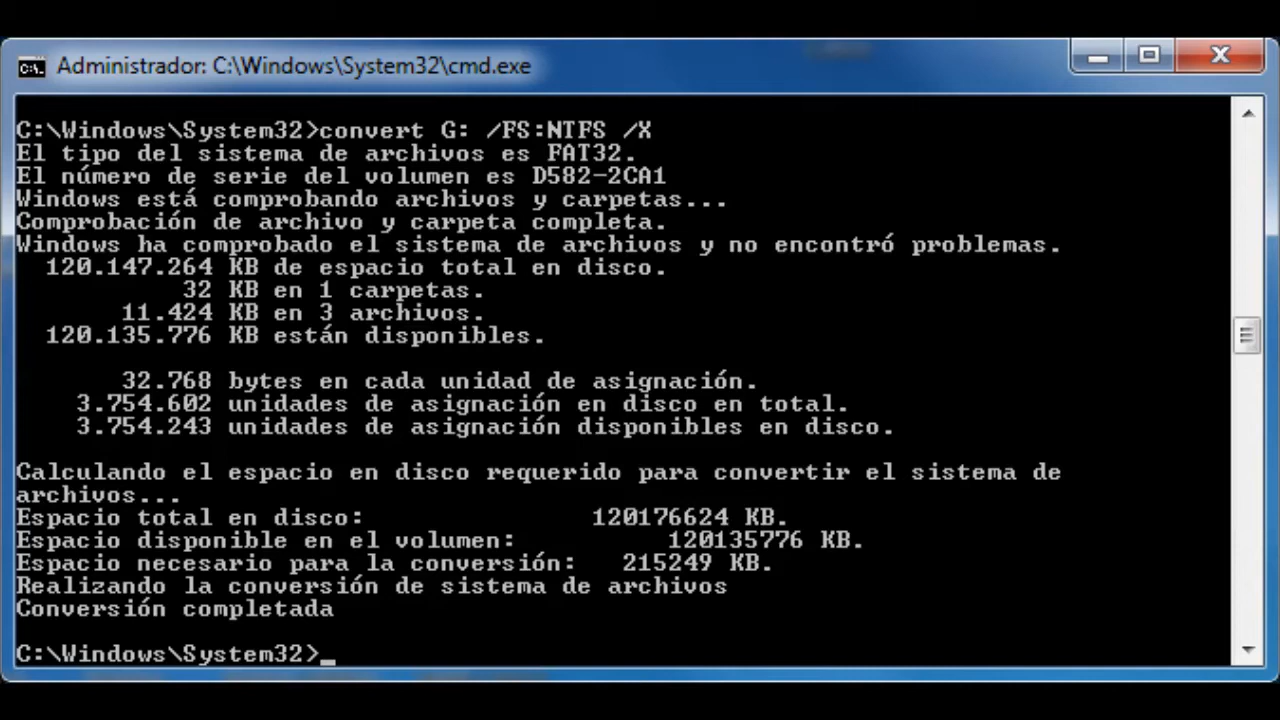 Administrador: C:\Windows\System32\cmd.exe
C:\Windows\System32>convert G: /FS:NTFS /X
El tipo del sistema de archivos es FAT32.
El número de serie del volumen es D582-2CA1
Windows está comprobando archivos y carpetas...
Comprobación de archivo y carpeta completa.
Windows ha comprobado el sistema de archivos y no encontró problemas.
120.147.264 KB de espacio total en disco.
32 KB en 1 carpetas.
11.424 KB en 3 archivos.
120.135.776 KB están disponibles.
32.768 bytes en cada unidad de asignación.
3.754.602 unidades de asignación en disco en total.
3.754.243 unidades de asignación disponibles en disco.
Calculando el espacio en disco requerido para convertir el sistema de
archivos...
Espacio total en disco: 120176624 KB.
Espacio disponible en el volumen: 120135776 KB.
Espacio necesario para la conversión: 215249 KB.
Realizando la conversión de sistema de archivos
Conversión completada
C:\Windows\System32>_